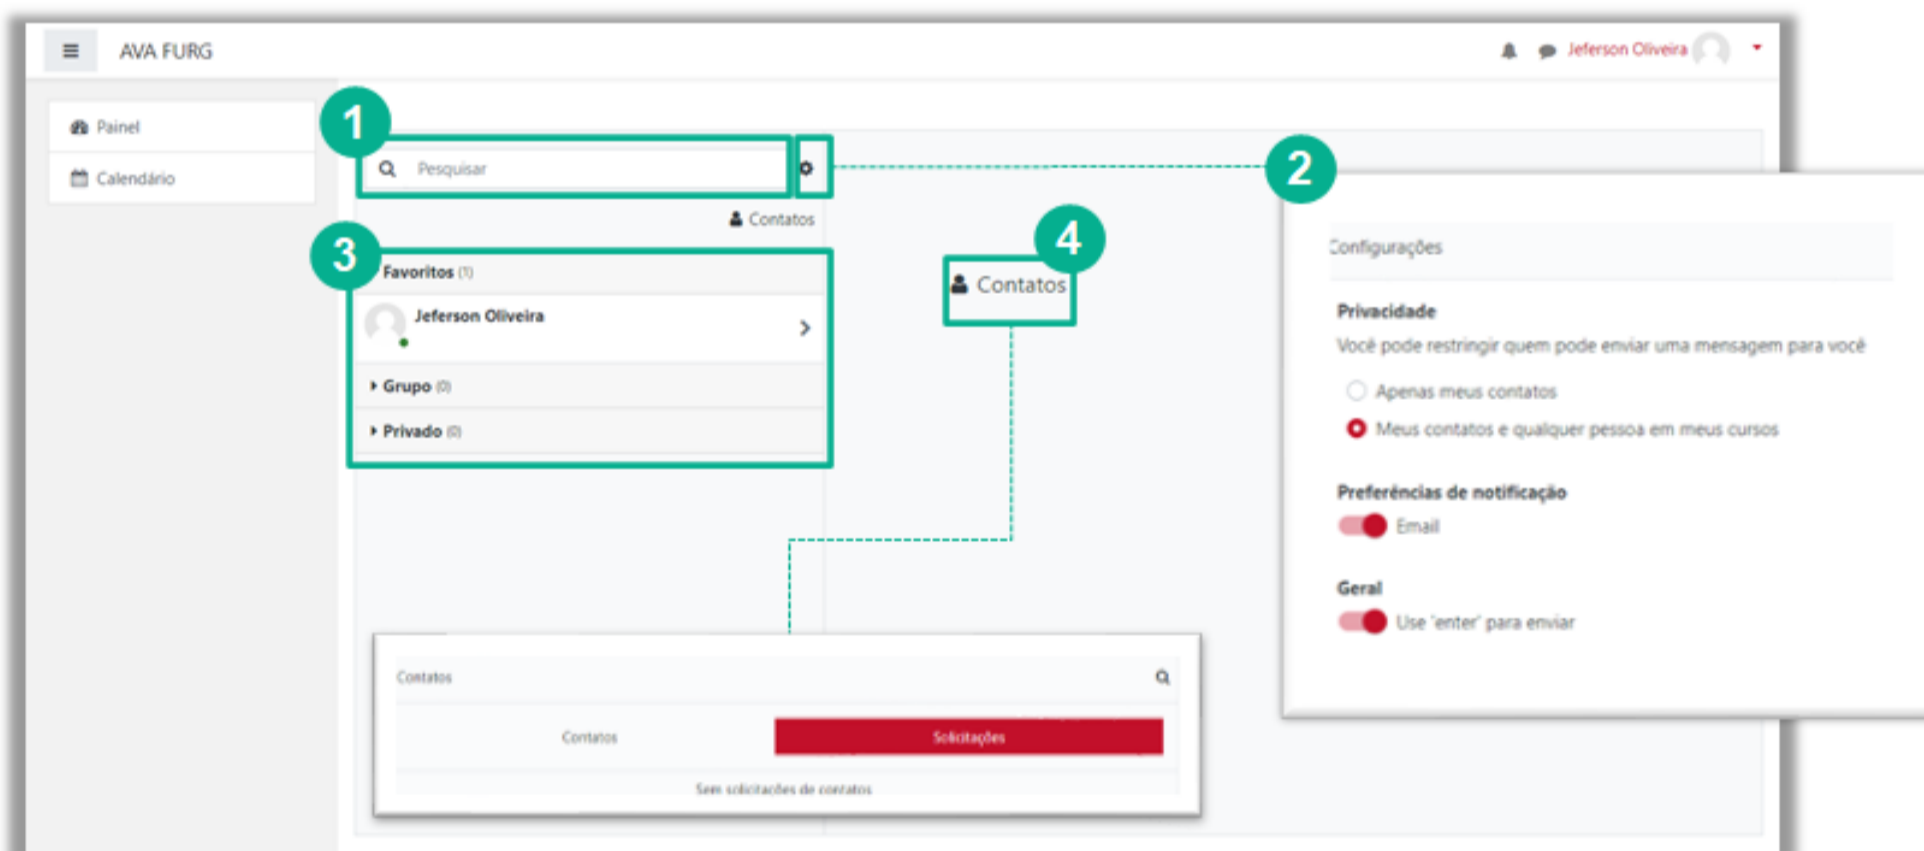 AVA FURG
Jeferson Oliveira
Painel
Calendário
1
Pesquisar
2
Contatos
3
Favoritos (1)
Jeferson Oliveira
Grupo (0)
Privado (0)
4
Contatos
Configurações
Privacidade
Você pode restringir quem pode enviar uma mensagem para você
Apenas meus contatos
Meus contatos e qualquer pessoa em meus cursos
Preferências de notificação
Email
Geral
Use 'enter' para enviar
Contatos
Contatos
Solicitações
Sem solicitações de contatos